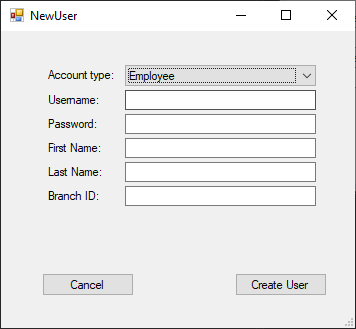 NewUser
Account type: Employee
Username:
Password:
First Name:
Last Name:
Branch ID:
Cancel Create User